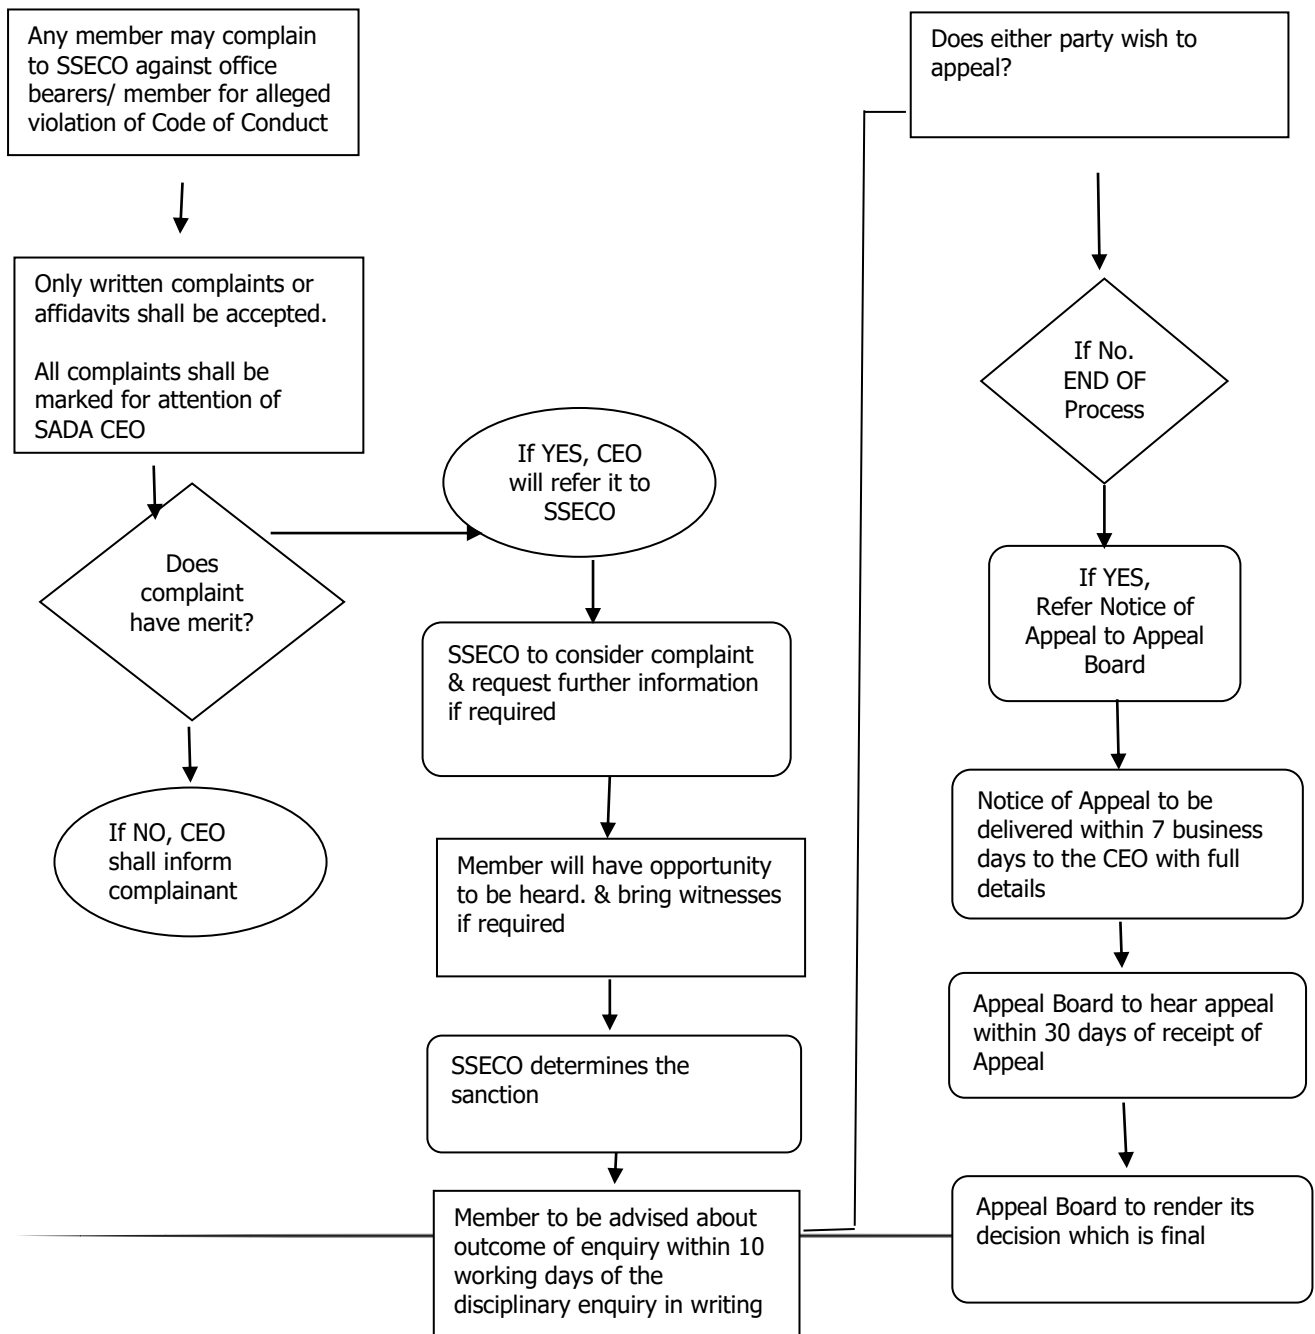 Any member may complain
to SSECO against office
bearers/ member for alleged
violation of Code of Conduct
Only written complaints or
affidavits shall be accepted.
All complaints shall be
marked for attention of
SADA CEO
Does
complaint
have merit?
If NO, CEO
shall inform
complainant
If YES, CEO
will refer it to
SSECO
SSECO to consider complaint
& request further information
if required
Member will have opportunity
to be heard. & bring witnesses
if required
SSECO determines the
sanction
Member to be advised about
outcome of enquiry within 10
working days of the
disciplinary enquiry in writing
Does either party wish to
appeal?
If No.
END OF
Process
If YES,
Refer Notice of
Appeal to Appeal
Board
Notice of Appeal to be
delivered within 7 business
days to the CEO with full
details
Appeal Board to hear appeal
within 30 days of receipt of
Appeal
Appeal Board to render its
decision which is final